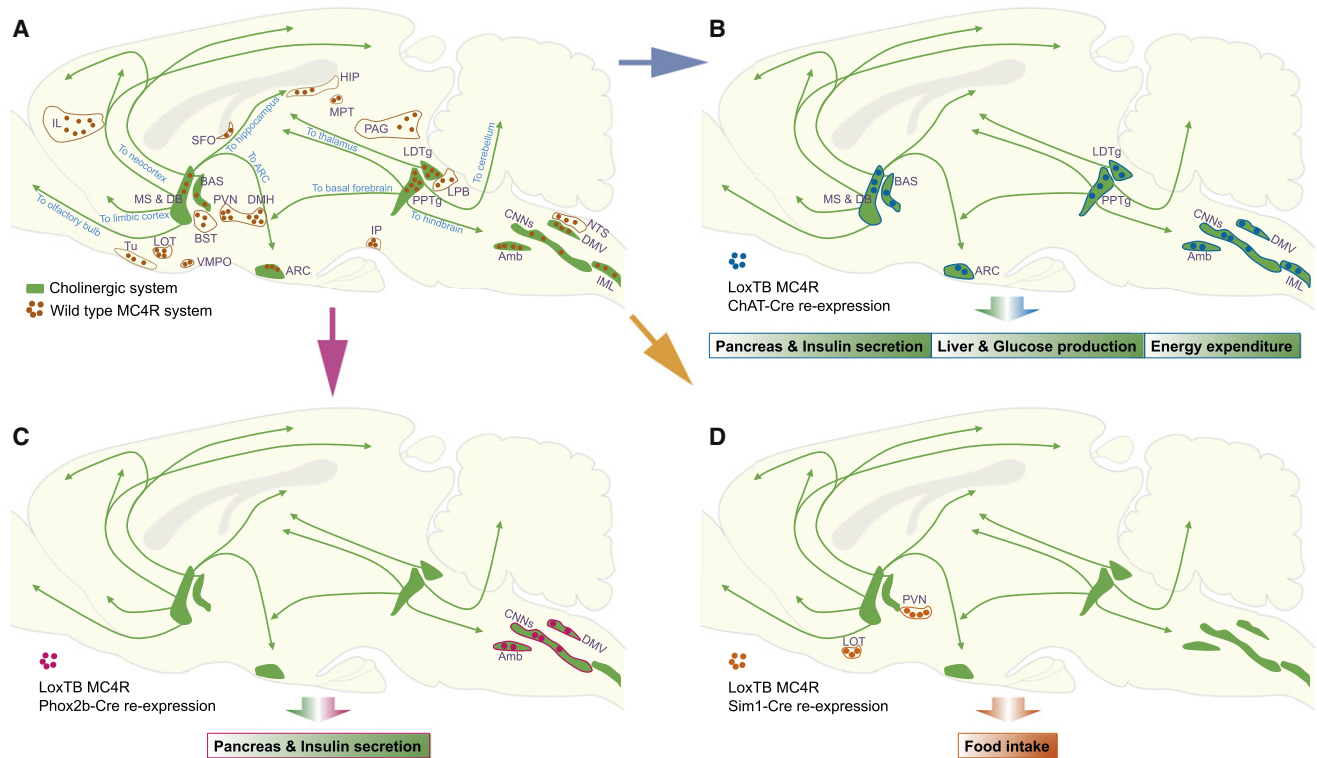 A
HIP
MPT
IL
PAG
SFO
To hippocampus
To thalamus
To cerebellum
To neocortex
To ARC
LDTg
LPB
BAS
To basal forebrain
MS & DB
PVN
DMH
PPTg
To olfactory bulb
To limbic cortex
To hindbrain
CNNs
NTS
DMV
BST
Tu
LOT
VMPO
IP
Amb
ARC
IML
Cholinergic system
Wild type MC4R system
B
LDTg
BAS
MS & DB
PPTg
CNNs
DMV
Amb
ARC
IML
LoxTB MC4R
ChAT-Cre re-expression
Pancreas & Insulin secretion
Liver & Glucose production
Energy expenditure
C
CNNs
DMV
Amb
LoxTB MC4R
Phox2b-Cre re-expression
Pancreas & Insulin secretion
D
PVN
LOT
LoxTB MC4R
Sim1-Cre re-expression
Food intake